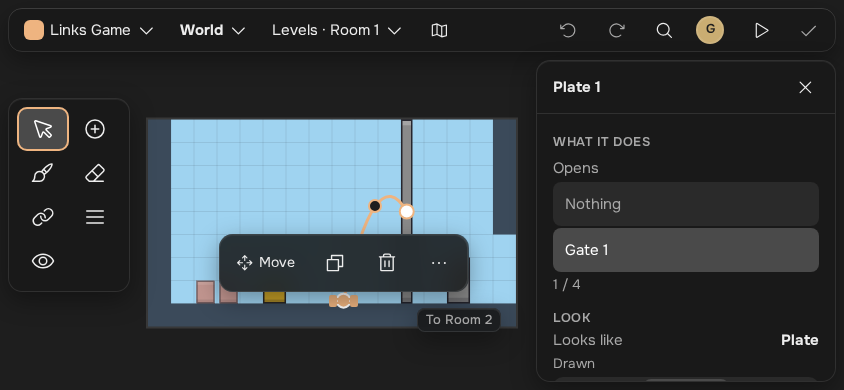 Links Game World Levels · Room 1 G
Plate 1
WHAT IT DOES
Opens
Nothing
Gate 1
1 / 4
LOOK
Looks like Plate
Drawn
Move ...
To Room 2